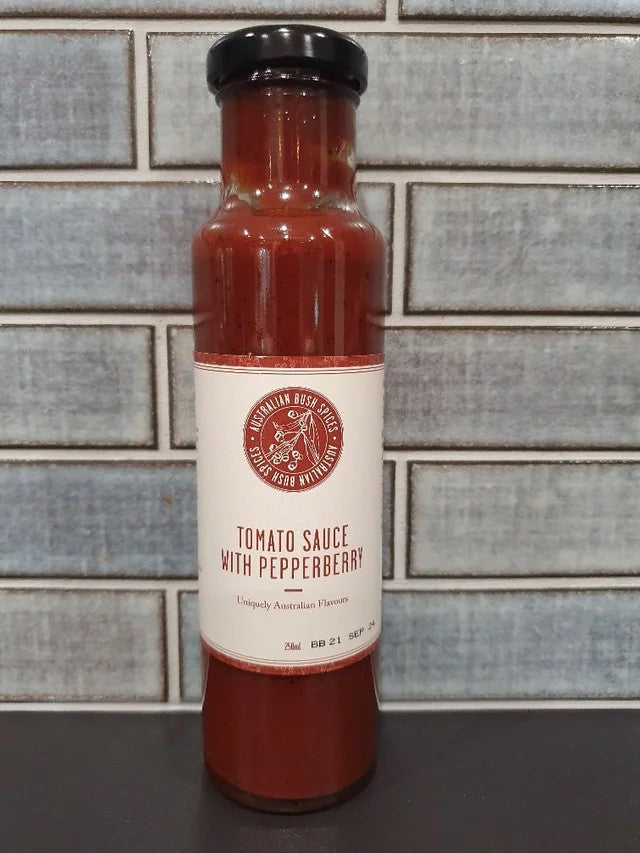 AUSTRALIAN BUSH SPICES • AUSTRALIAN BUSH SPICES •
TOMATO SAUCE
WITH PEPPERBERRY
Uniquely Australian Flavours
250ml BB 21 SEP 24